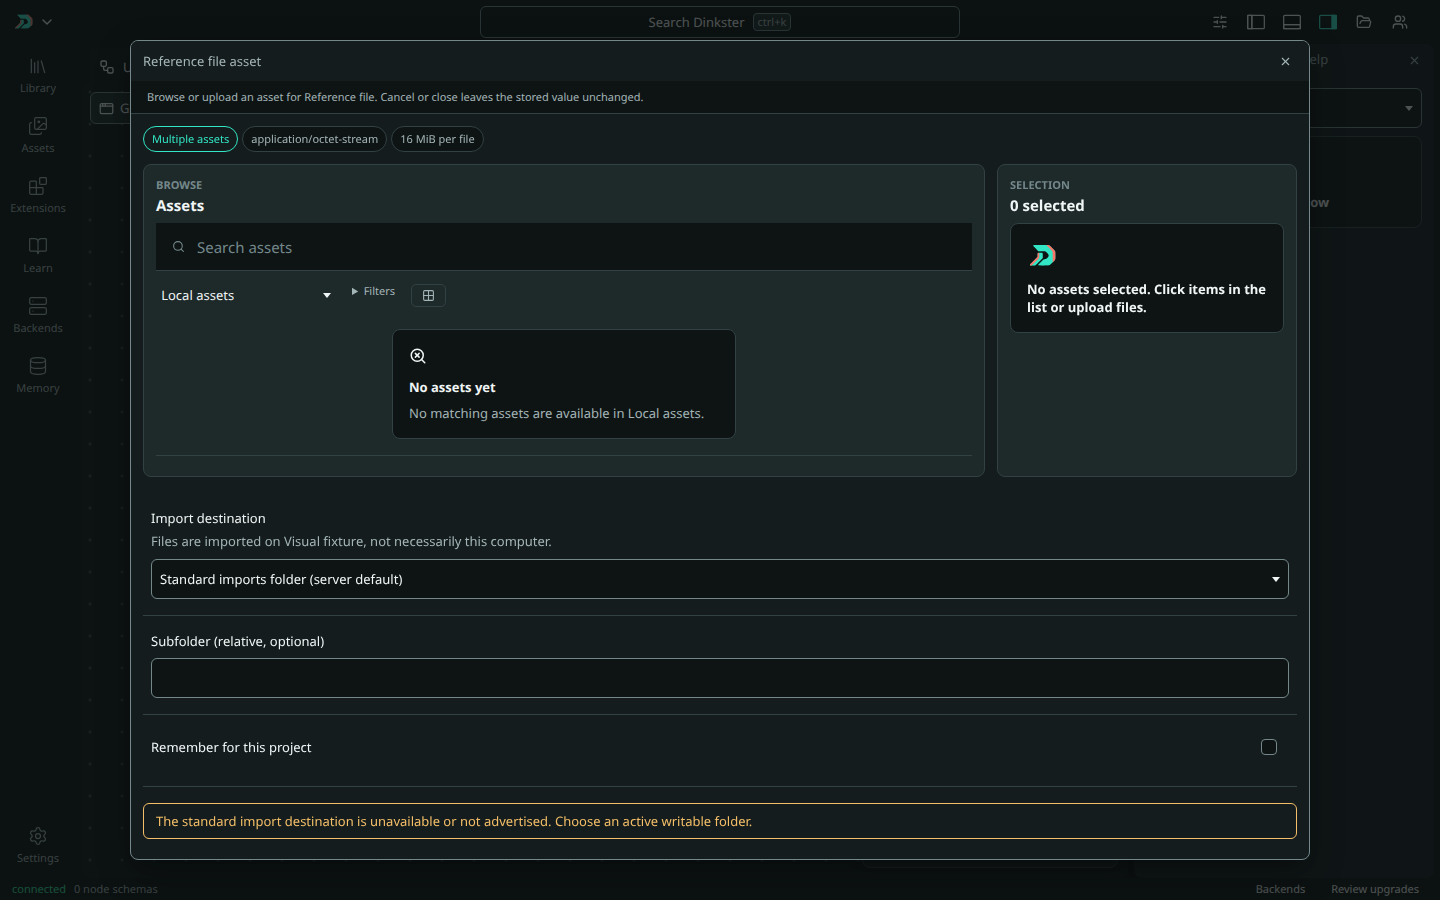 Search Dinkster ctrl+k
Reference file asset
Browse or upload an asset for Reference file. Cancel or close leaves the stored value unchanged.
Multiple assets
application/octet-stream
16 MiB per file
Library
Assets
Extensions
Learn
Backends
Memory
Settings
BROWSE
Assets
Search assets
Local assets
Filters
No assets yet
No matching assets are available in Local assets.
SELECTION
0 selected
No assets selected. Click items in the
list or upload files.
Import destination
Files are imported on Visual fixture, not necessarily this computer.
Standard imports folder (server default)
Subfolder (relative, optional)
Remember for this project
The standard import destination is unavailable or not advertised. Choose an active writable folder.
connected 0 node schemas
Backends
Review upgrades